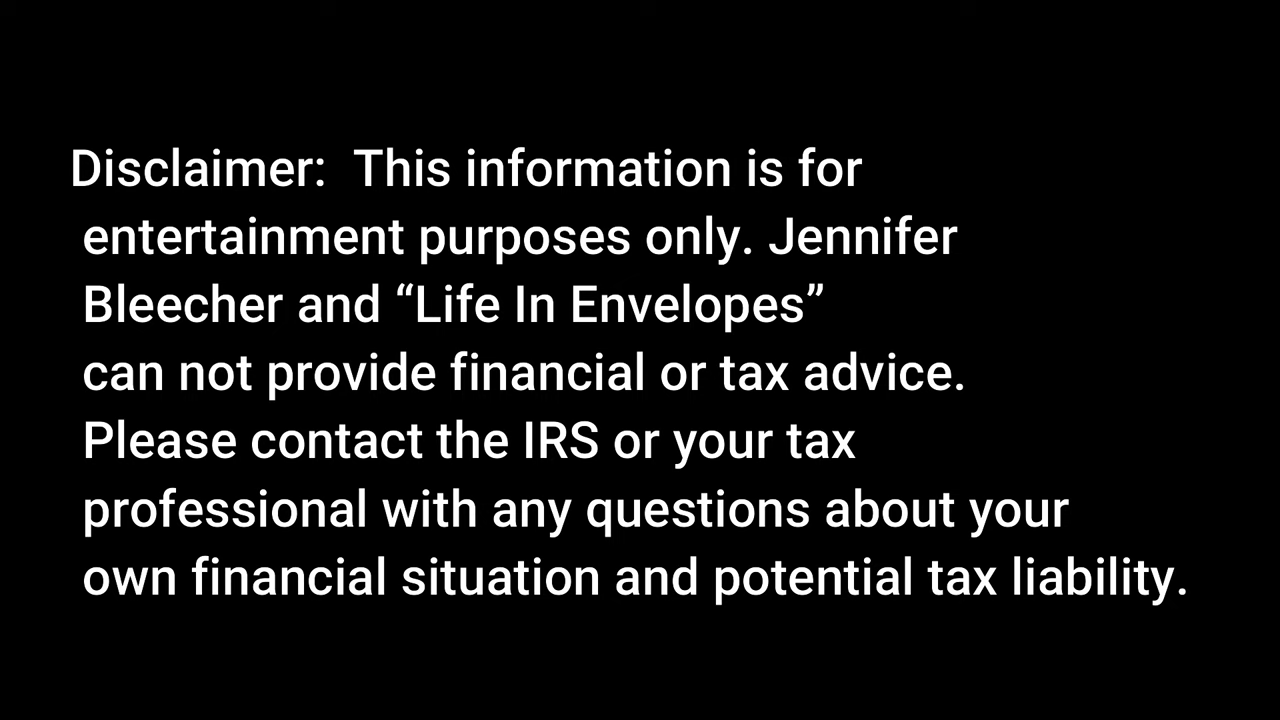 Disclaimer:  This information is for
entertainment purposes only. Jennifer
Bleecher and “Life In Envelopes”
can not provide financial or tax advice.
Please contact the IRS or your tax
professional with any questions about your
own financial situation and potential tax liability.